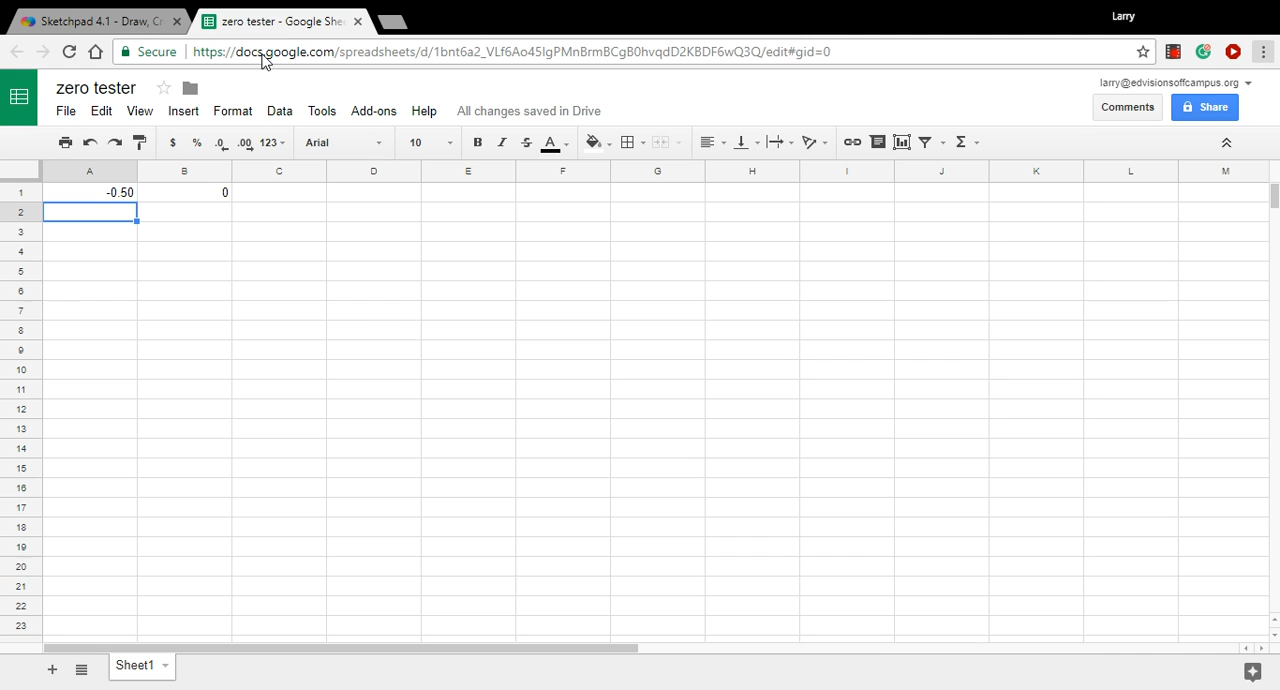 Sketchpad 4.1 - Draw, Cr
zero tester - Google She
Larry
Secure
https://docs.google.com/spreadsheets/d/1bnt6a2_VLf6Ao45IgPMnBrmBCgB0hvqdD2KBDF6wQ3Q/edit#gid=0
zero tester
larry@edvisionsoffcampus.org
File Edit View Insert Format Data Tools Add-ons Help All changes saved in Drive
Comments
Share
$ % .0 .00 123 Arial 10 B I S A Σ
A B C D E F G H I J K L M
1 -0.50 0
2
3
4
5
6
7
8
9
10
11
12
13
14
15
16
17
18
19
20
21
22
23
+ Sheet1